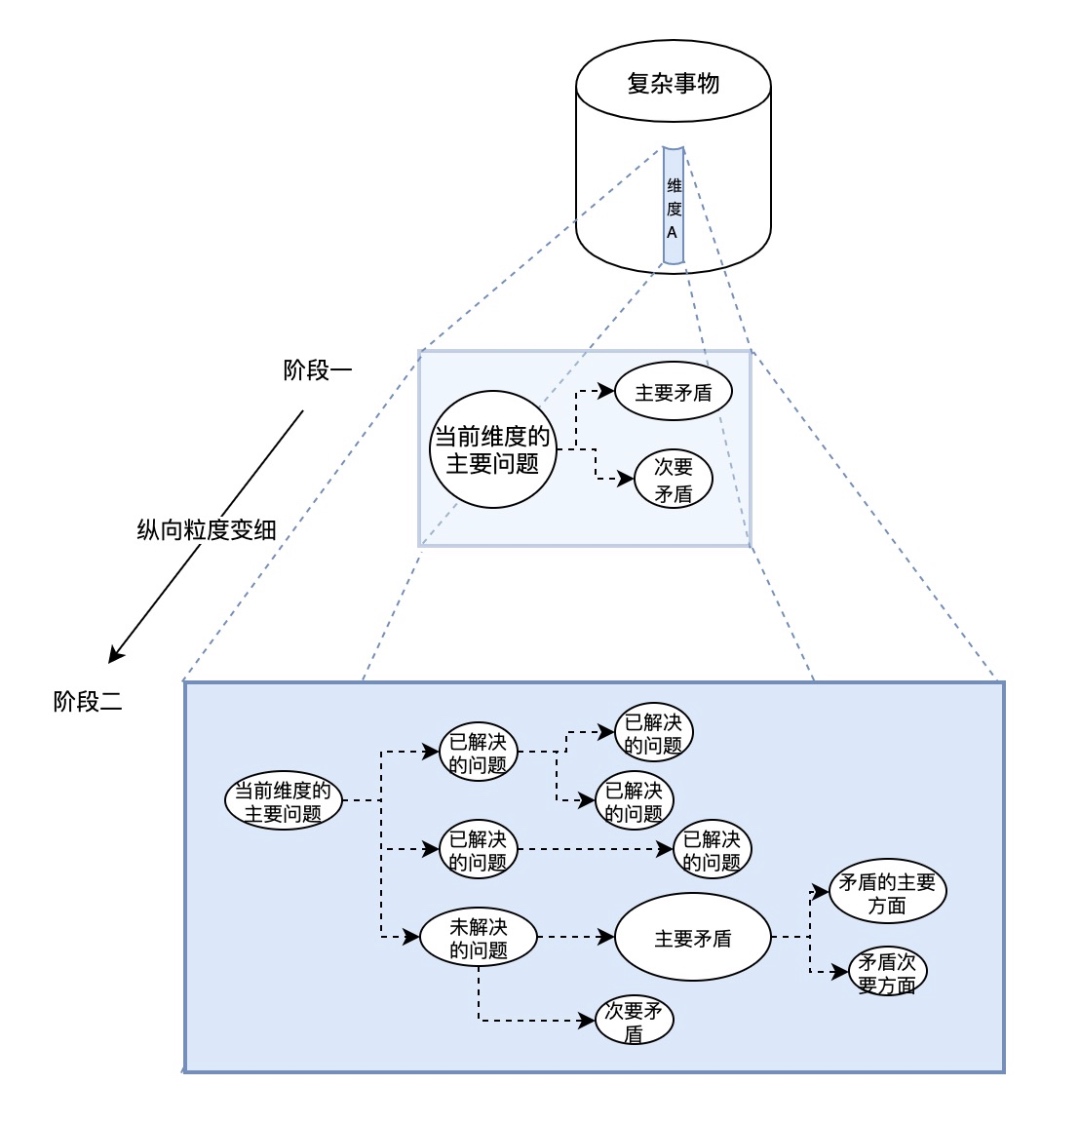 复杂事物
维
度
A
阶段一
主要矛盾
当前维度的
主要问题
次要
矛盾
纵向粒度变细
阶段二
已解决
的问题
已解决
的问题
当前维度的
主要问题
已解决
的问题
已解决
的问题
已解决
的问题
矛盾的主要
方面
未解决
的问题
主要矛盾
矛盾次
要方面
次要矛
盾